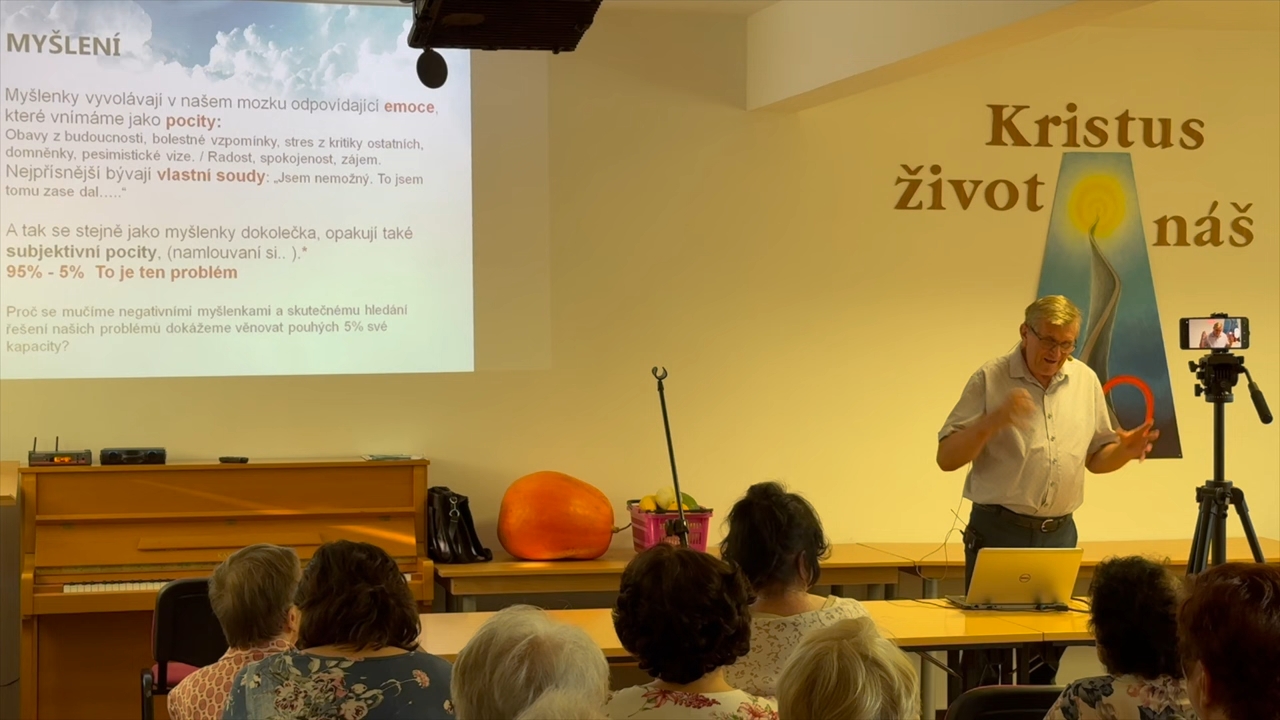 MYŠLENÍ
Myšlenky vyvolávají v našem mozku odpovídající emoce,
které vnímáme jako pocity:
Obavy z budoucnosti, bolestné vzpomínky, stres z kritiky ostatních,
domněnky, pesimistické vize. / Radost, spokojenost, zájem.
Nejpřísnější bývají vlastní soudy: „Jsem nemožný. To jsem
tomu zase dal.....“
A tak se stejně jako myšlenky dokolečka, opakují také
subjektivní pocity, (namlouvaní si.. ).*
95% - 5% To je ten problém
Proč se mučíme negativními myšlenkami a skutečnému hledání
řešení našich problémů dokážeme věnovat pouhých 5% své
kapacity?
Kristus
život
náš
DELL